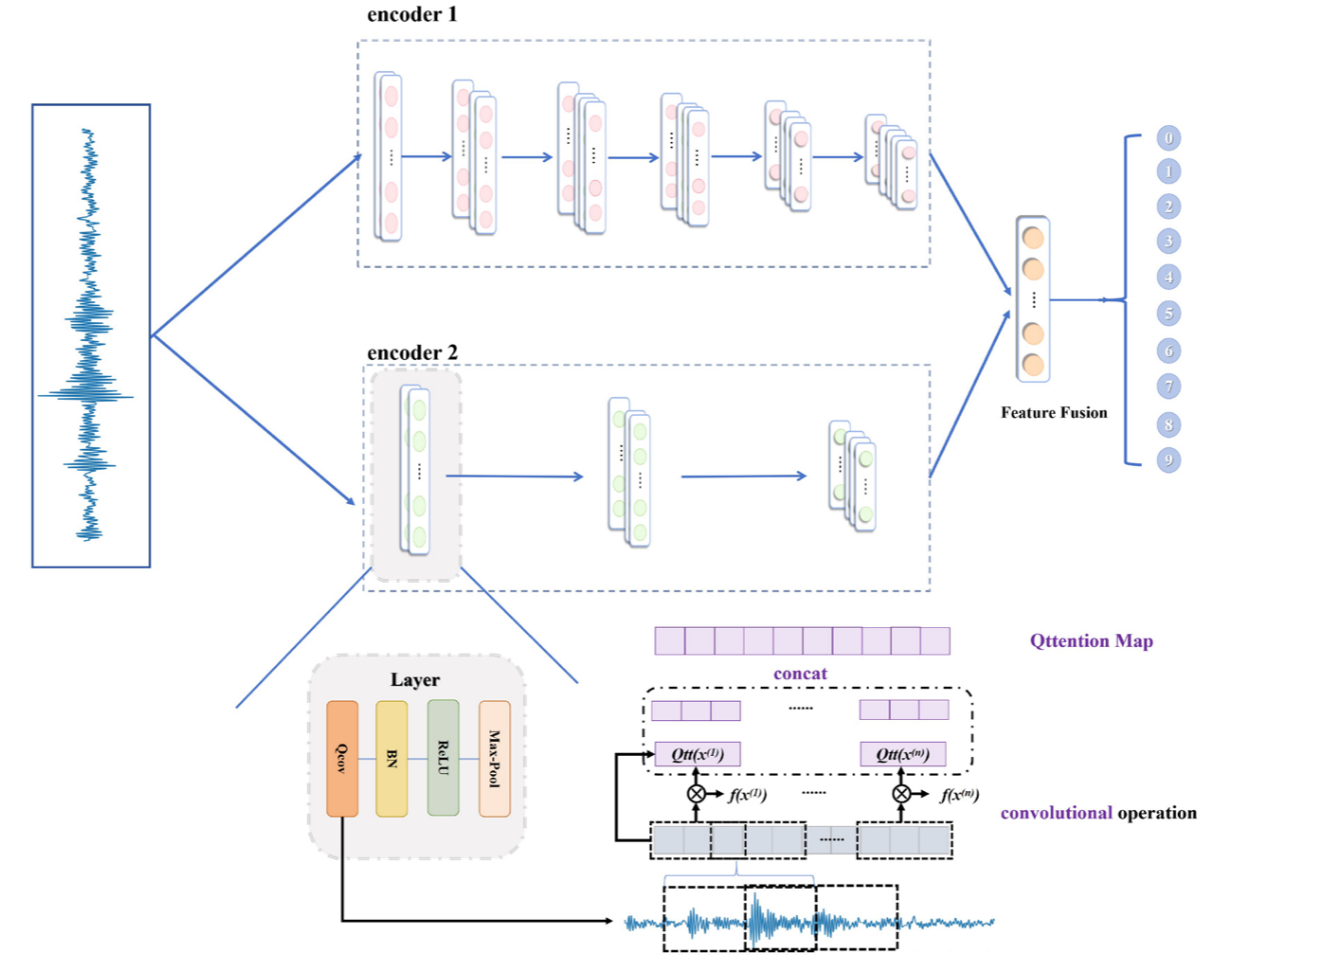 encoder 1
encoder 2
0
1
2
3
4
5
6
7
8
9
Feature Fusion
Layer
Qcov
BN
ReLU
Max-Pool
Qttention Map
concat
......
Qtt(x⁽¹⁾)
Qtt(x⁽ⁿ⁾)
f(x⁽¹⁾)
......
f(x⁽ⁿ⁾)
convolutional operation
......